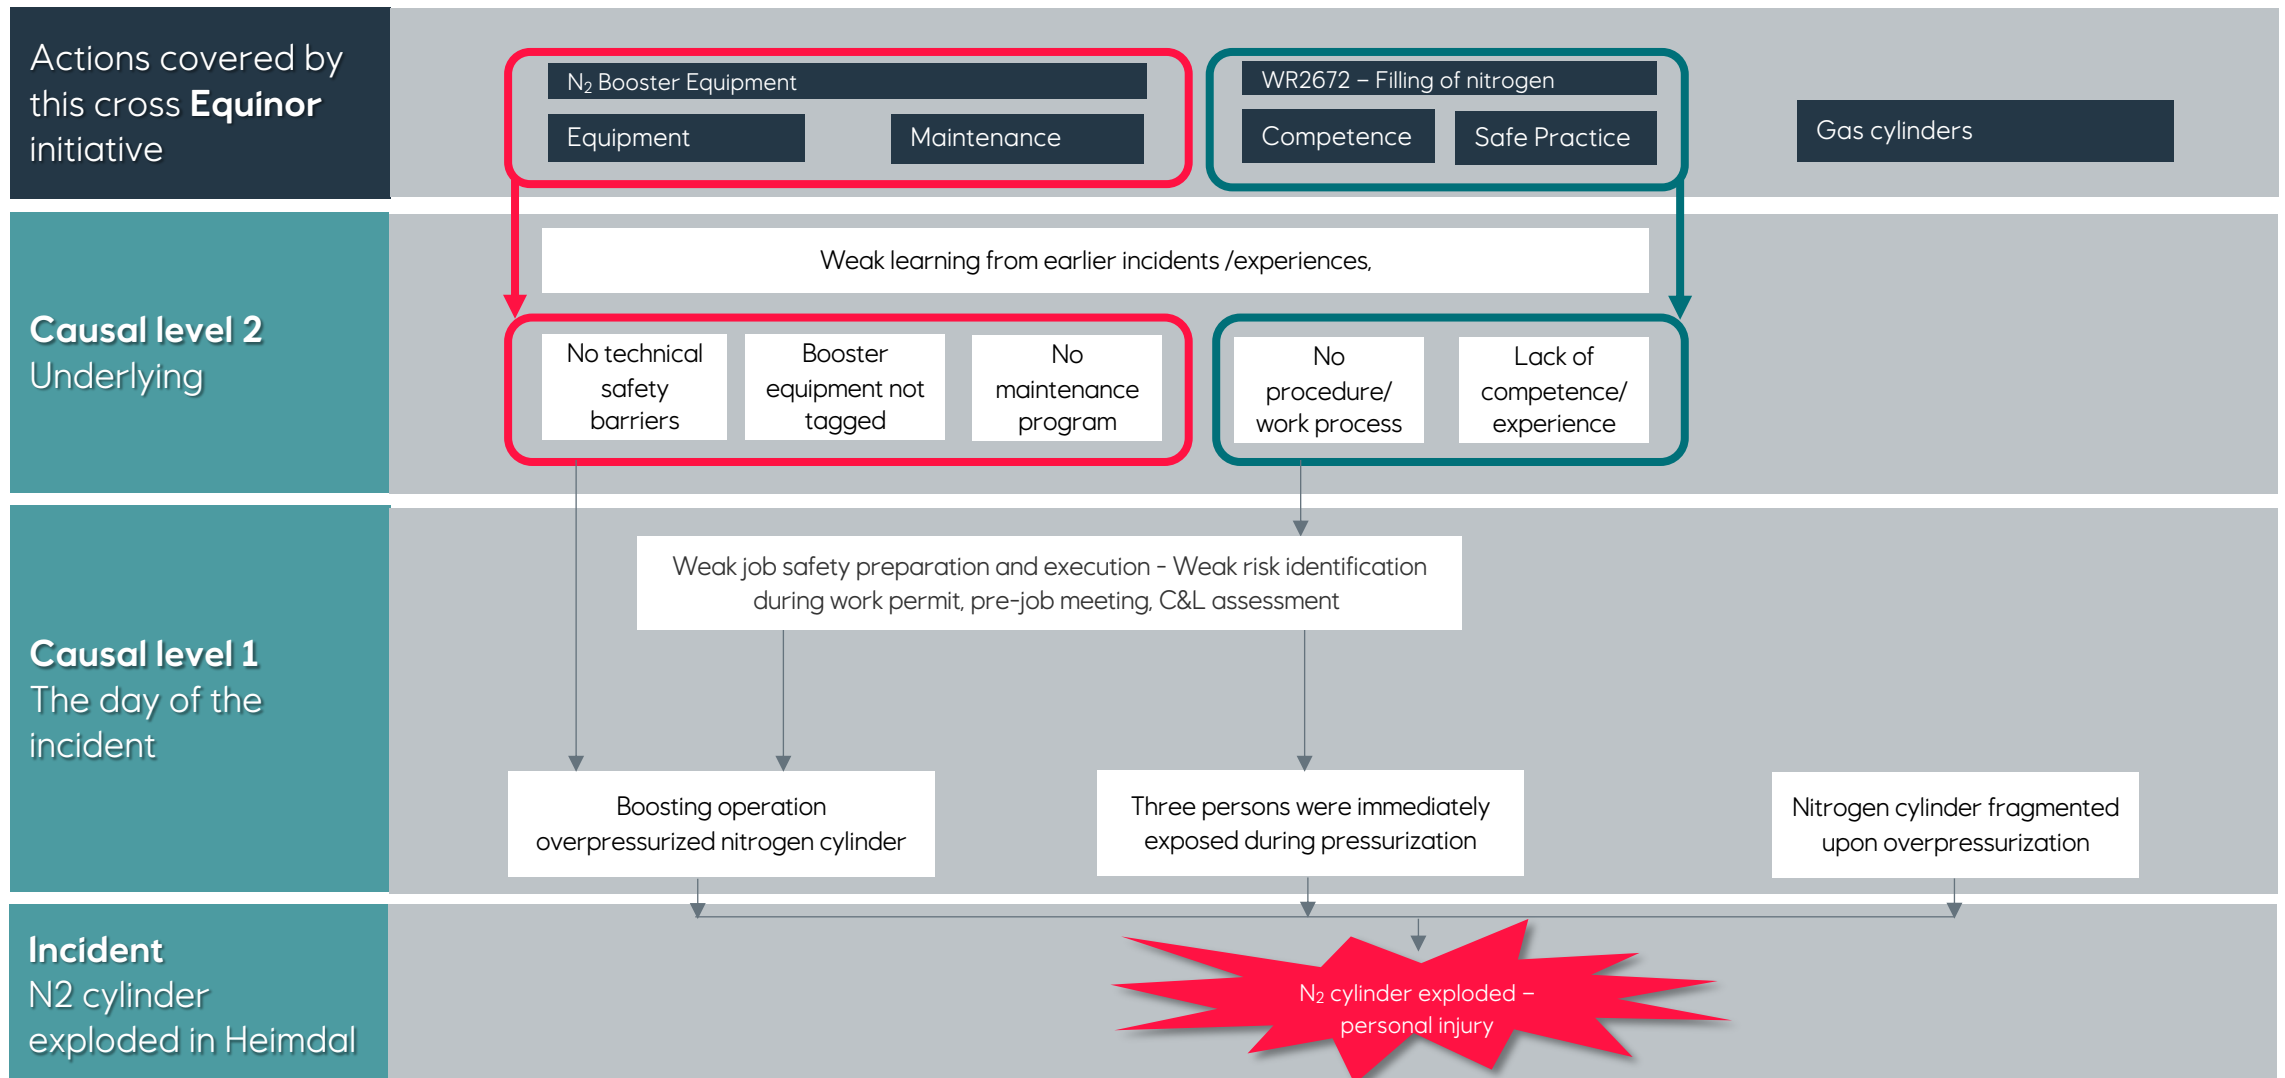 Actions covered by
this cross Equinor
initiative
N₂ Booster Equipment
Equipment
Maintenance
WR2672 – Filling of nitrogen
Competence
Safe Practice
Gas cylinders
Causal level 2
Underlying
Weak learning from earlier incidents /experiences,
No technical
safety
barriers
Booster
equipment not
tagged
No
maintenance
program
No
procedure/
work process
Lack of
competence/
experience
Causal level 1
The day of the
incident
Weak job safety preparation and execution - Weak risk identification
during work permit, pre-job meeting, C&L assessment
Boosting operation
overpressurized nitrogen cylinder
Three persons were immediately
exposed during pressurization
Nitrogen cylinder fragmented
upon overpressurization
Incident
N2 cylinder
exploded in Heimdal
N₂ cylinder exploded –
personal injury